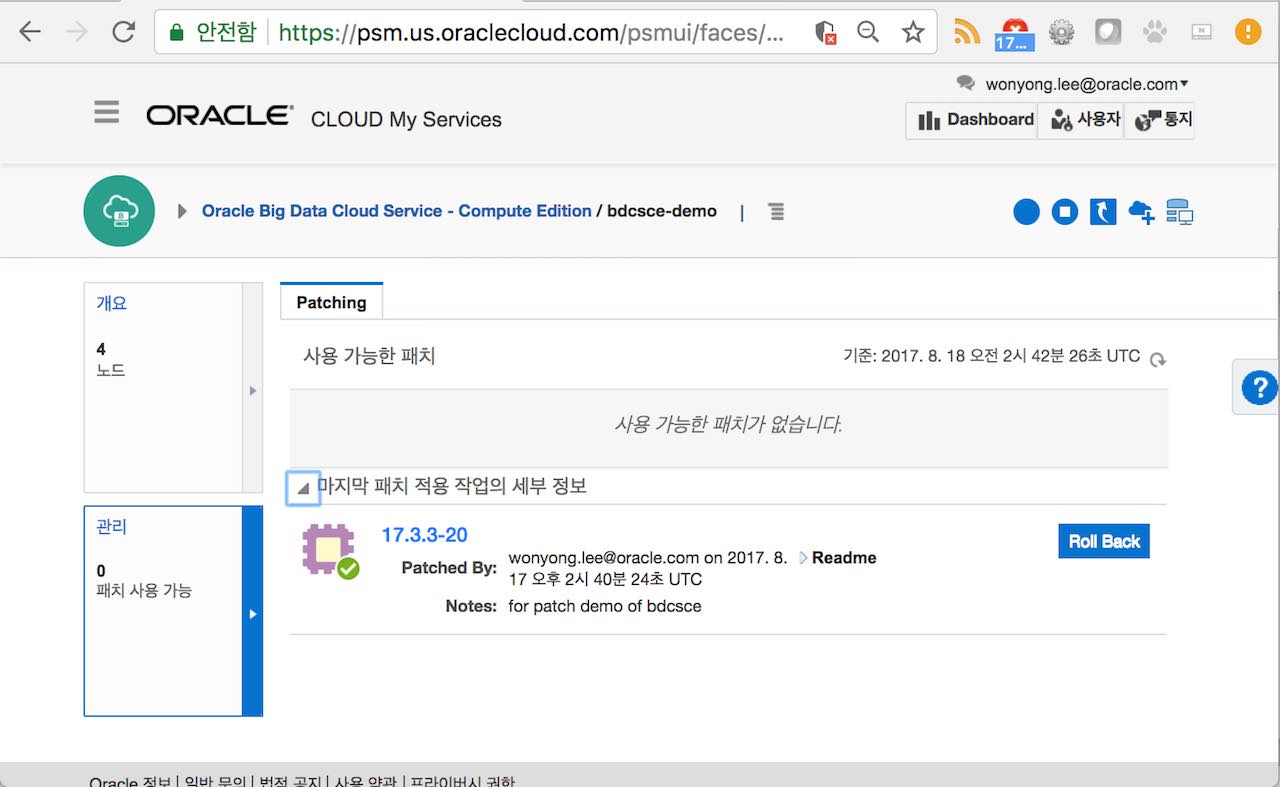 안전함 https://psm.us.oraclecloud.com/psmui/faces/...
17...
wonyong.lee@oracle.com
ORACLE CLOUD My Services
Dashboard 사용자 통지
Oracle Big Data Cloud Service - Compute Edition / bdcsce-demo |
개요
4
노드
Patching
사용 가능한 패치
기준: 2017. 8. 18 오전 2시 42분 26초 UTC
사용 가능한 패치가 없습니다.
?
마지막 패치 적용 작업의 세부 정보
관리
0
패치 사용 가능
17.3.3-20
Patched By: wonyong.lee@oracle.com on 2017. 8.
17 오후 2시 40분 24초 UTC
Readme
Roll Back
Notes: for patch demo of bdcsce
Oracle 정보 | 일반 문의 | 법적 공지 | 사용 약관 | 프라이버시 권한